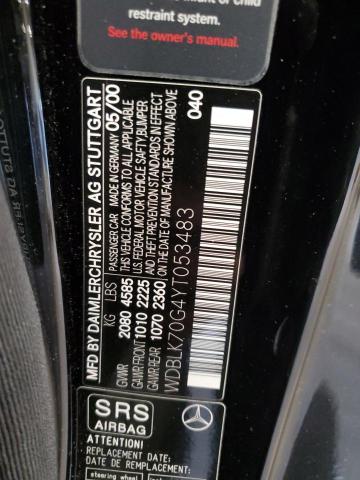 restraint system.
See the owner's manual.
MFD BY DAIMLERCHRYSLER AG STUTTGART
PASSENGER CAR MADE IN GERMANY 05/00
KG LBS THIS VEHICLE CONFORMS TO ALL APPLICABLE
GVWR 2080 4585 U.S. FEDERAL MOTOR VEHICLE SAFTY, BUMPER
GAWR FRONT 1010 2225 AND THEFT PREVENTION STANDARDS IN EFFECT
GAWR REAR 1070 2360 ON THE DATE OF MANUFACTURE SHOWN ABOVE
WDBLK70G4YT053483 040
SRS
AIRBAG
ATTENTION!
REPLACEMENT DATE:
DATE DE REMPLACEMENT:
steering wheel